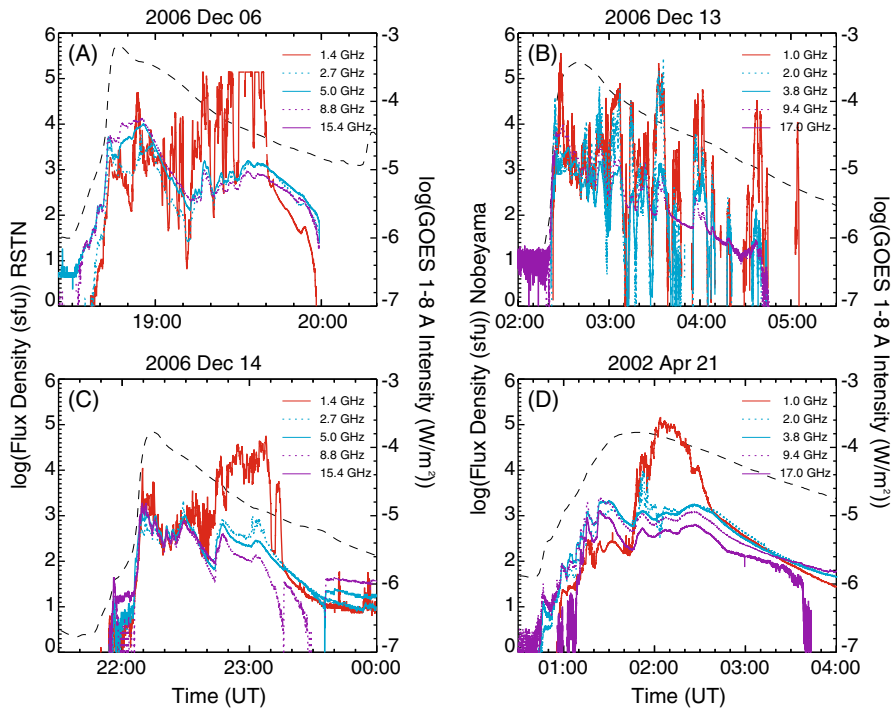 2006 Dec 06
(A)
1.4 GHz
2.7 GHz
5.0 GHz
8.8 GHz
15.4 GHz
6
5
4
3
2
1
0
-3
-4
-5
-6
-7
19:00
20:00
2006 Dec 13
(B)
1.0 GHz
2.0 GHz
3.8 GHz
9.4 GHz
17.0 GHz
6
5
4
3
2
1
0
-3
-4
-5
-6
-7
02:00
03:00
04:00
05:00
log(Flux Density (sfu)) RSTN
log(GOES 1-8 A Intensity (W/m²))
log(Flux Density (sfu)) Nobeyama
log(GOES 1-8 A Intensity (W/m²))
2006 Dec 14
(C)
1.4 GHz
2.7 GHz
5.0 GHz
8.8 GHz
15.4 GHz
6
5
4
3
2
1
0
-3
-4
-5
-6
-7
22:00
23:00
00:00
Time (UT)
2002 Apr 21
(D)
1.0 GHz
2.0 GHz
3.8 GHz
9.4 GHz
17.0 GHz
6
5
4
3
2
1
0
-3
-4
-5
-6
-7
01:00
02:00
03:00
04:00
Time (UT)